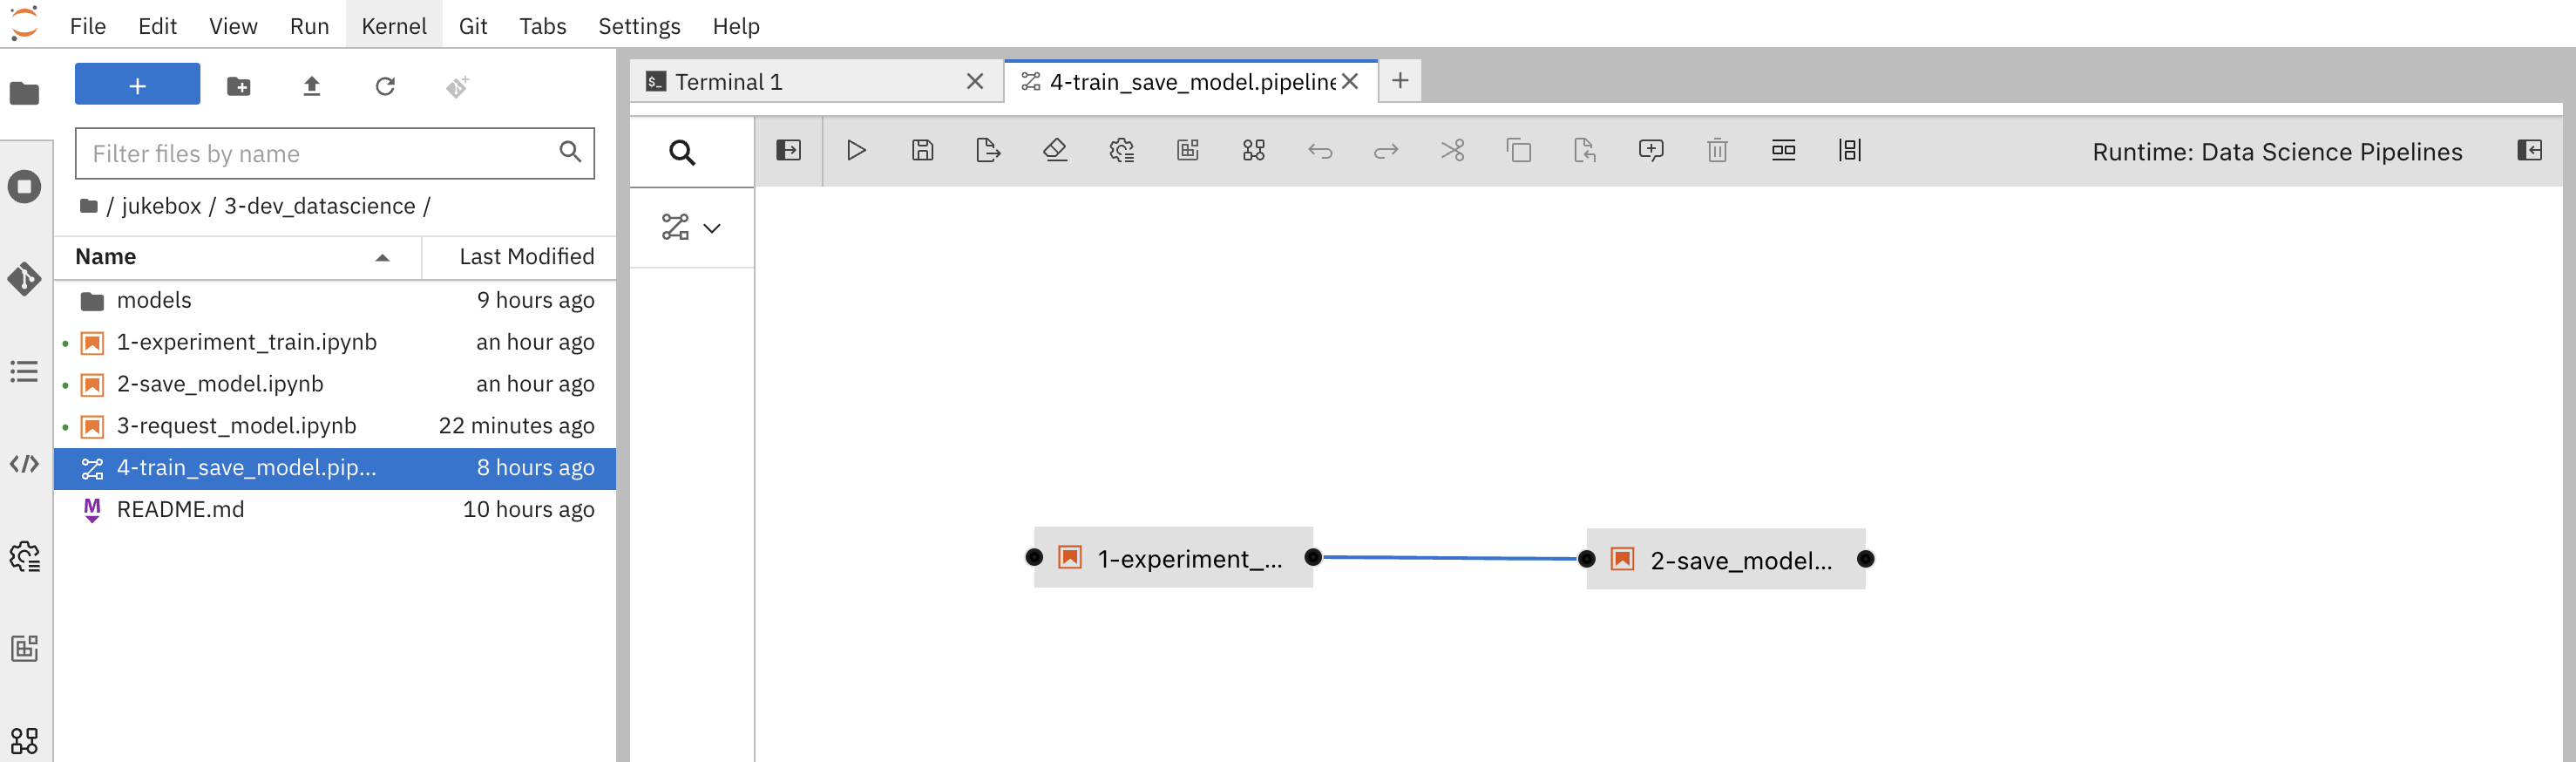 File Edit View Run Kernel Git Tabs Settings Help
Terminal 1
4-train_save_model.pipeline
Filter files by name
/ jukebox / 3-dev_datascience /
Runtime: Data Science Pipelines
Name Last Modified
models 9 hours ago
1-experiment_train.ipynb an hour ago
2-save_model.ipynb an hour ago
3-request_model.ipynb 22 minutes ago
4-train_save_model.pip... 8 hours ago
M README.md 10 hours ago
1-experiment_...
2-save_model...